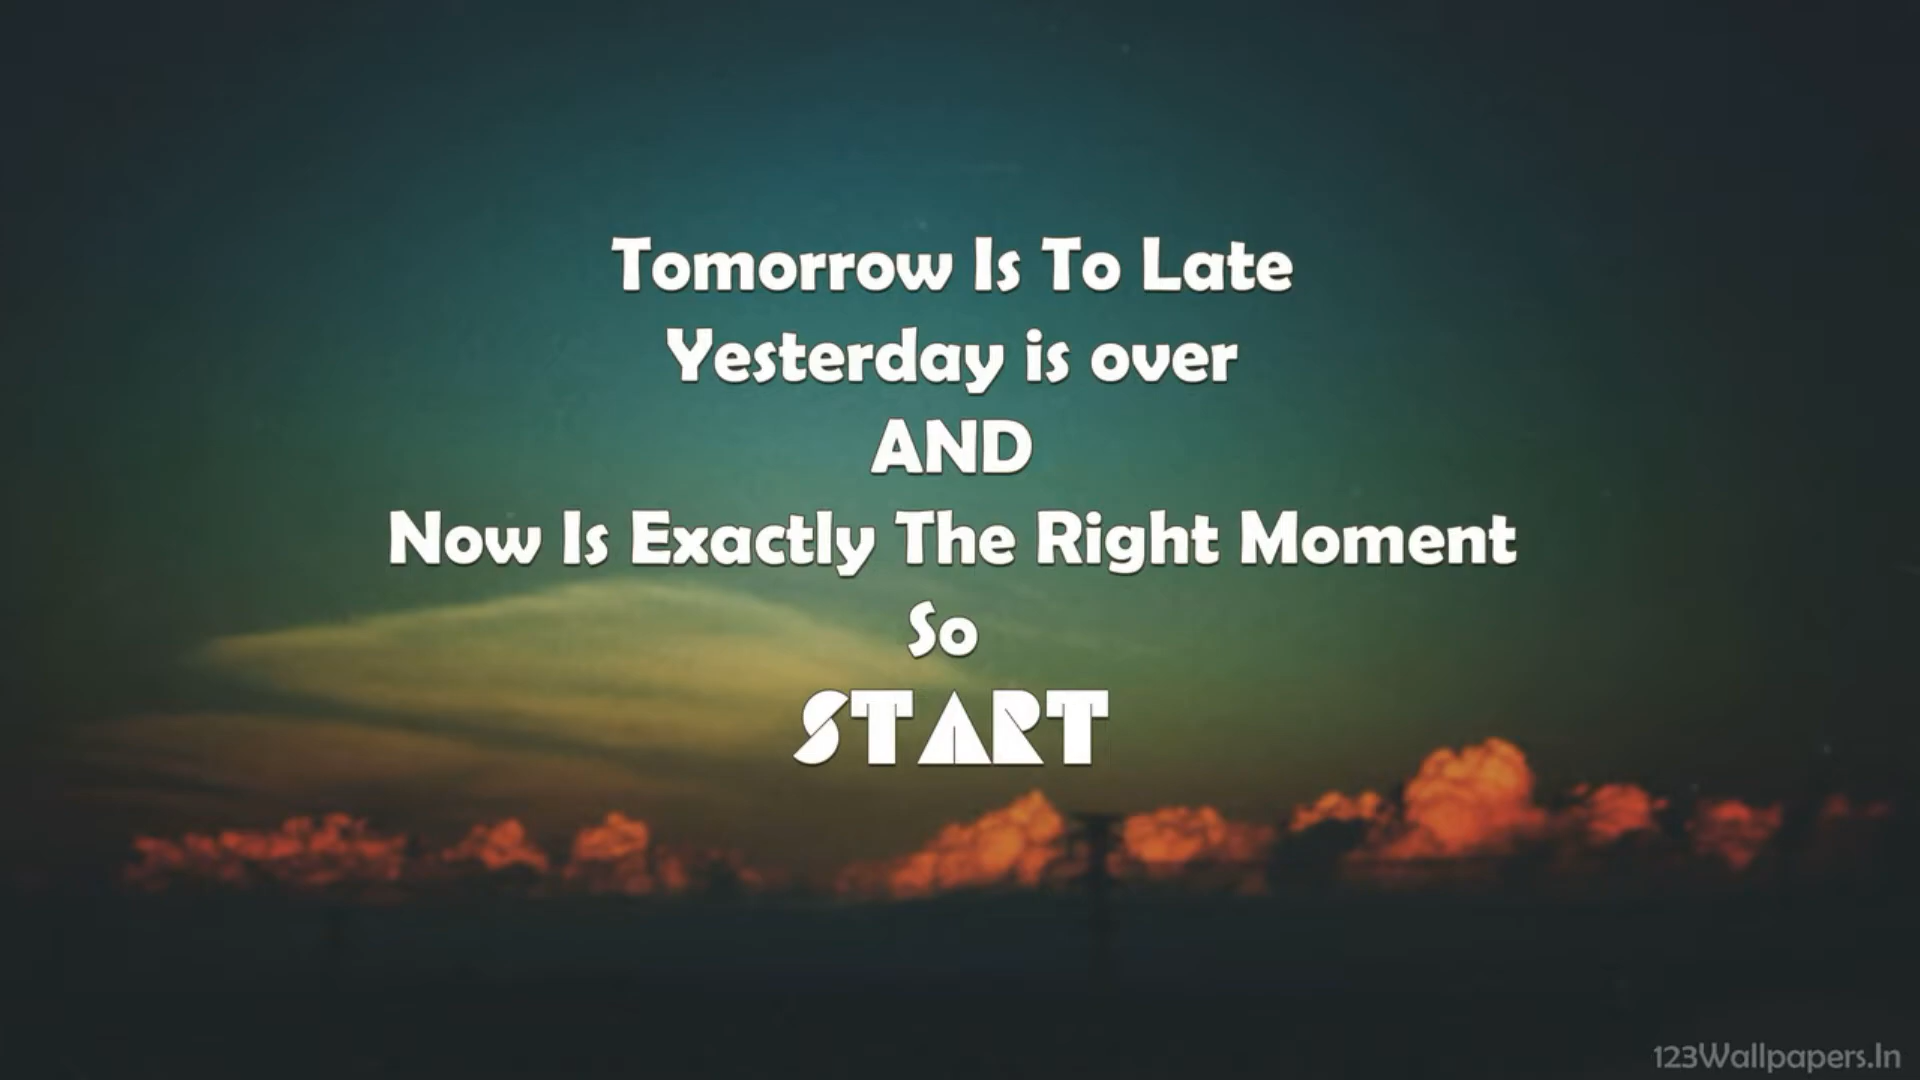 Tomorrow Is To Late
Yesterday is over
AND
Now Is Exactly The Right Moment
So
START
123Wallpapers.In